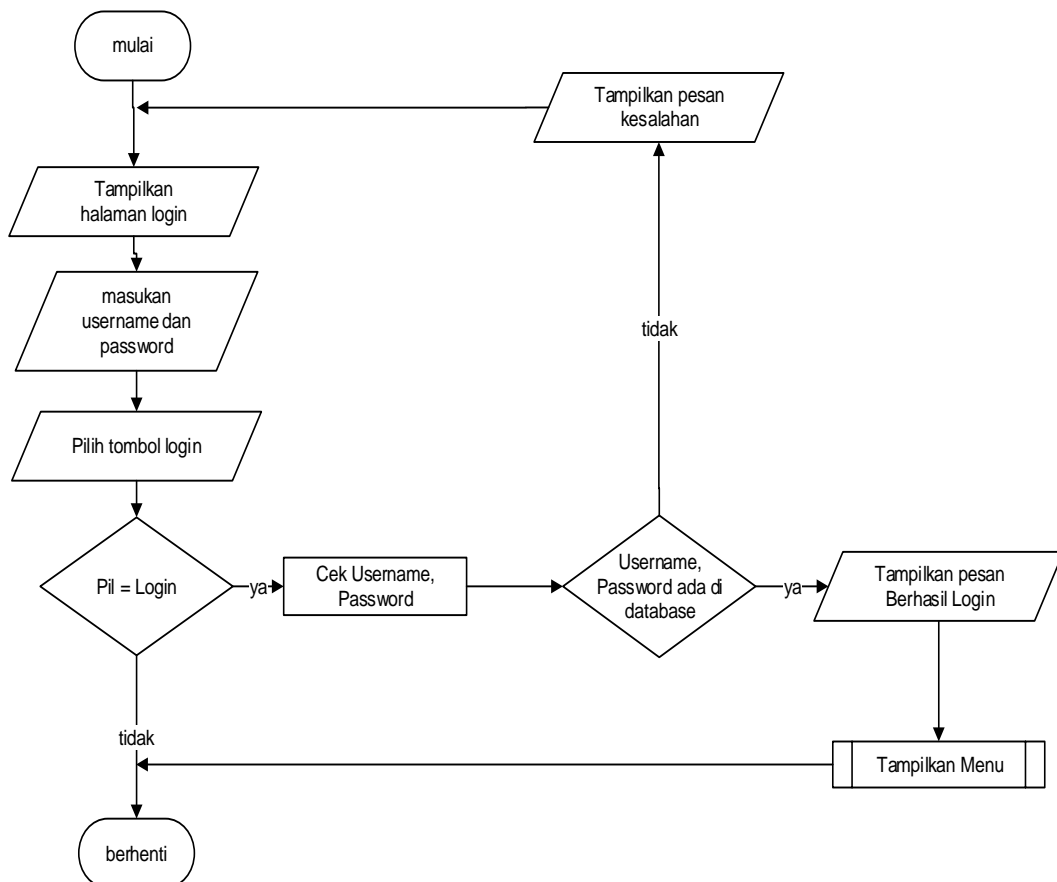 mulai
Tampilkan pesan
kesalahan
Tampilkan
halaman login
masukan
username dan
password
tidak
Pilih tombol login
Pil = Login
ya
Cek Username,
Password
Username,
Password ada di
database
ya
Tampilkan pesan
Berhasil Login
tidak
Tampilkan Menu
berhenti